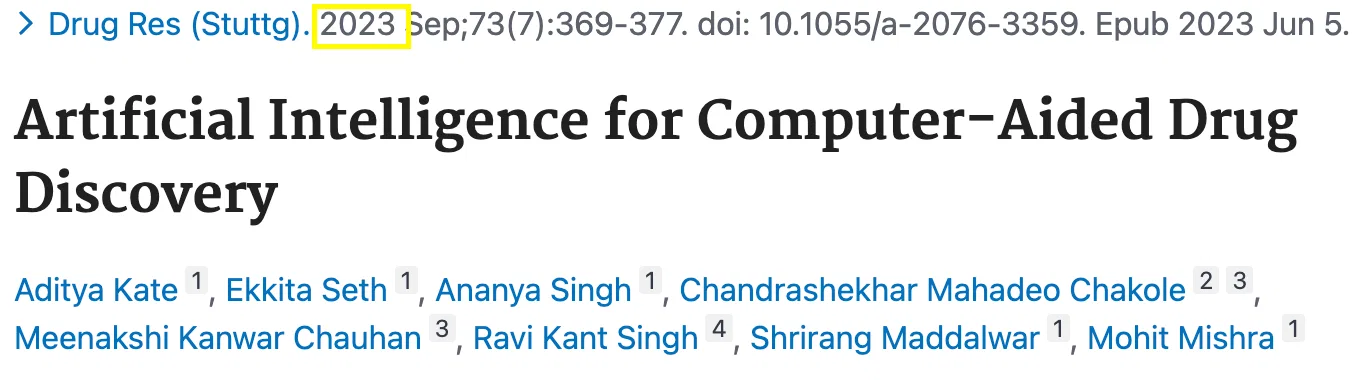 > Drug Res (Stuttg). 2023 Sep;73(7):369-377. doi: 10.1055/a-2076-3359. Epub 2023 Jun 5.
Artificial Intelligence for Computer-Aided Drug
Discovery
Aditya Kate 1, Ekkita Seth 1, Ananya Singh 1, Chandrashekhar Mahadeo Chakole 2 3,
Meenakshi Kanwar Chauhan 3, Ravi Kant Singh 4, Shrirang Maddalwar 1, Mohit Mishra 1